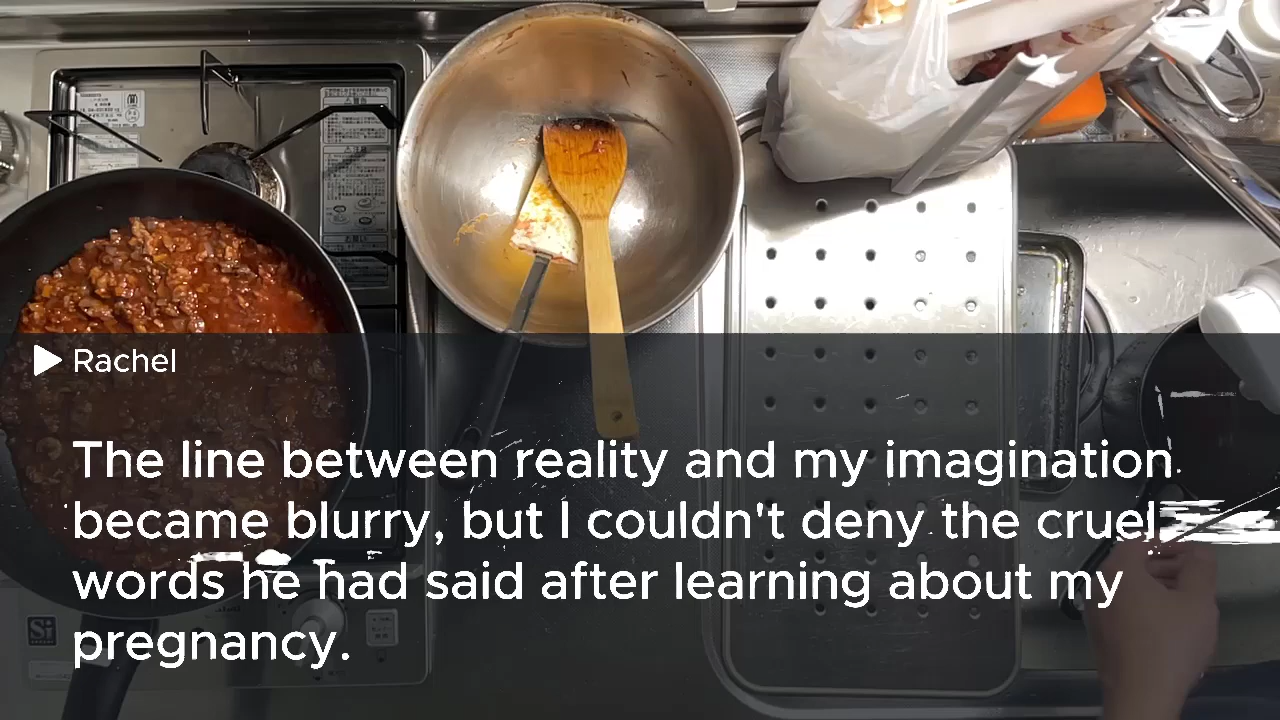 Rachel
The line between reality and my imagination
became blurry, but I couldn't deny the cruel
words he had said after learning about my
pregnancy.
Si